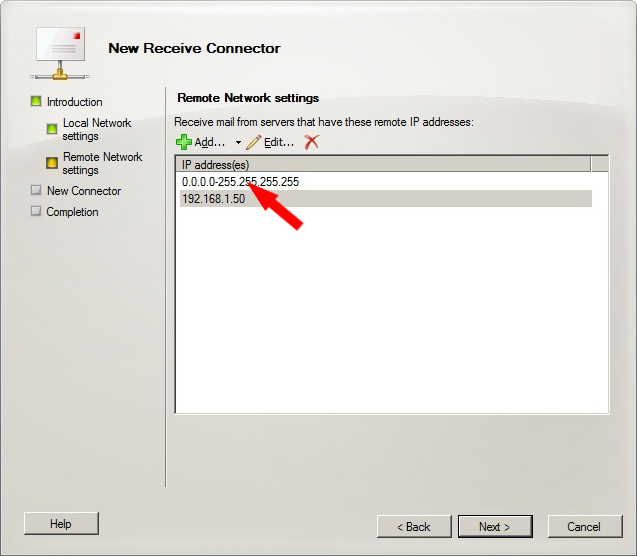 New Receive Connector
Introduction
Local Network
settings
Remote Network
settings
New Connector
Completion
Remote Network settings
Receive mail from servers that have these remote IP addresses:
Add... Edit...
IP address(es)
0.0.0.0-255.255.255.255
192.168.1.50
Help < Back Next > Cancel